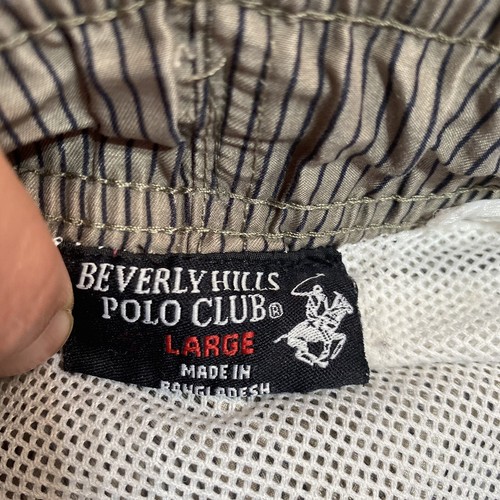 BEVERLY HILLS
POLO CLUB®
LARGE
MADE IN
BANGLADESH